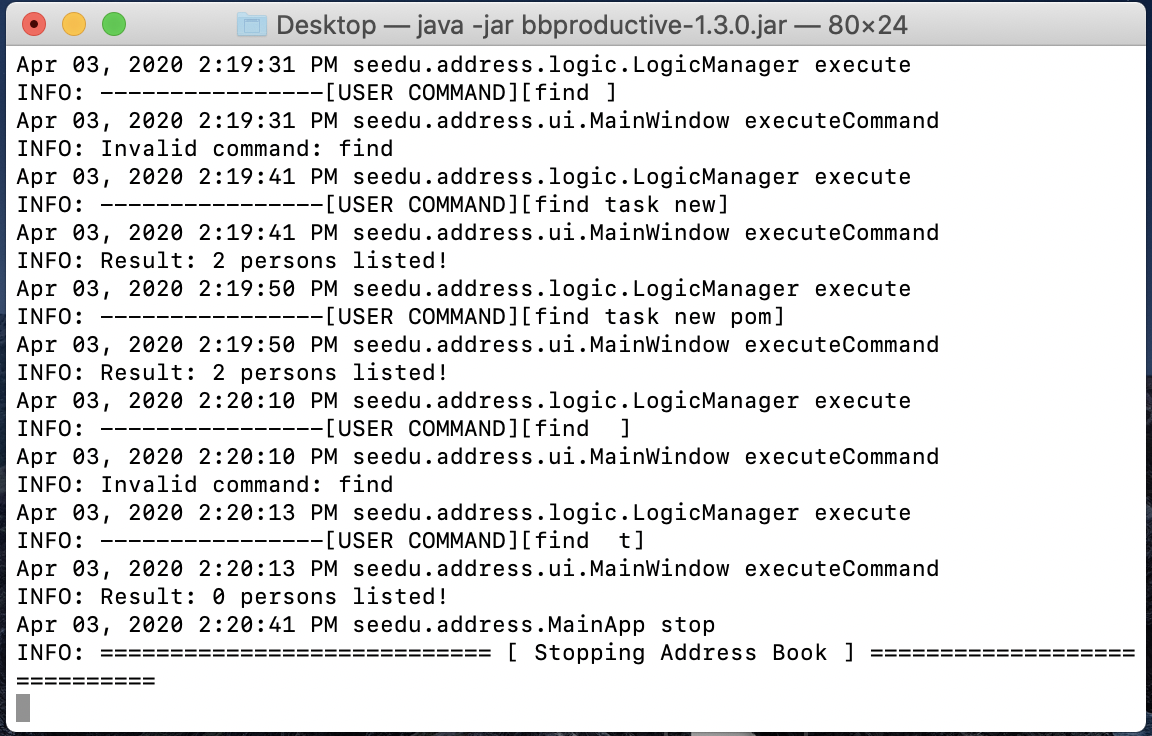 Desktop — java -jar bbproductive-1.3.0.jar — 80×24
Apr 03, 2020 2:19:31 PM seedu.address.logic.LogicManager execute
INFO: ----------------[USER COMMAND][find ]
Apr 03, 2020 2:19:31 PM seedu.address.ui.MainWindow executeCommand
INFO: Invalid command: find
Apr 03, 2020 2:19:41 PM seedu.address.logic.LogicManager execute
INFO: ----------------[USER COMMAND][find task new]
Apr 03, 2020 2:19:41 PM seedu.address.ui.MainWindow executeCommand
INFO: Result: 2 persons listed!
Apr 03, 2020 2:19:50 PM seedu.address.logic.LogicManager execute
INFO: ----------------[USER COMMAND][find task new pom]
Apr 03, 2020 2:19:50 PM seedu.address.ui.MainWindow executeCommand
INFO: Result: 2 persons listed!
Apr 03, 2020 2:20:10 PM seedu.address.logic.LogicManager execute
INFO: ----------------[USER COMMAND][find  ]
Apr 03, 2020 2:20:10 PM seedu.address.ui.MainWindow executeCommand
INFO: Invalid command: find
Apr 03, 2020 2:20:13 PM seedu.address.logic.LogicManager execute
INFO: ----------------[USER COMMAND][find  t]
Apr 03, 2020 2:20:13 PM seedu.address.ui.MainWindow executeCommand
INFO: Result: 0 persons listed!
Apr 03, 2020 2:20:41 PM seedu.address.MainApp stop
INFO: ============================ [ Stopping Address Book ] ===================
==========